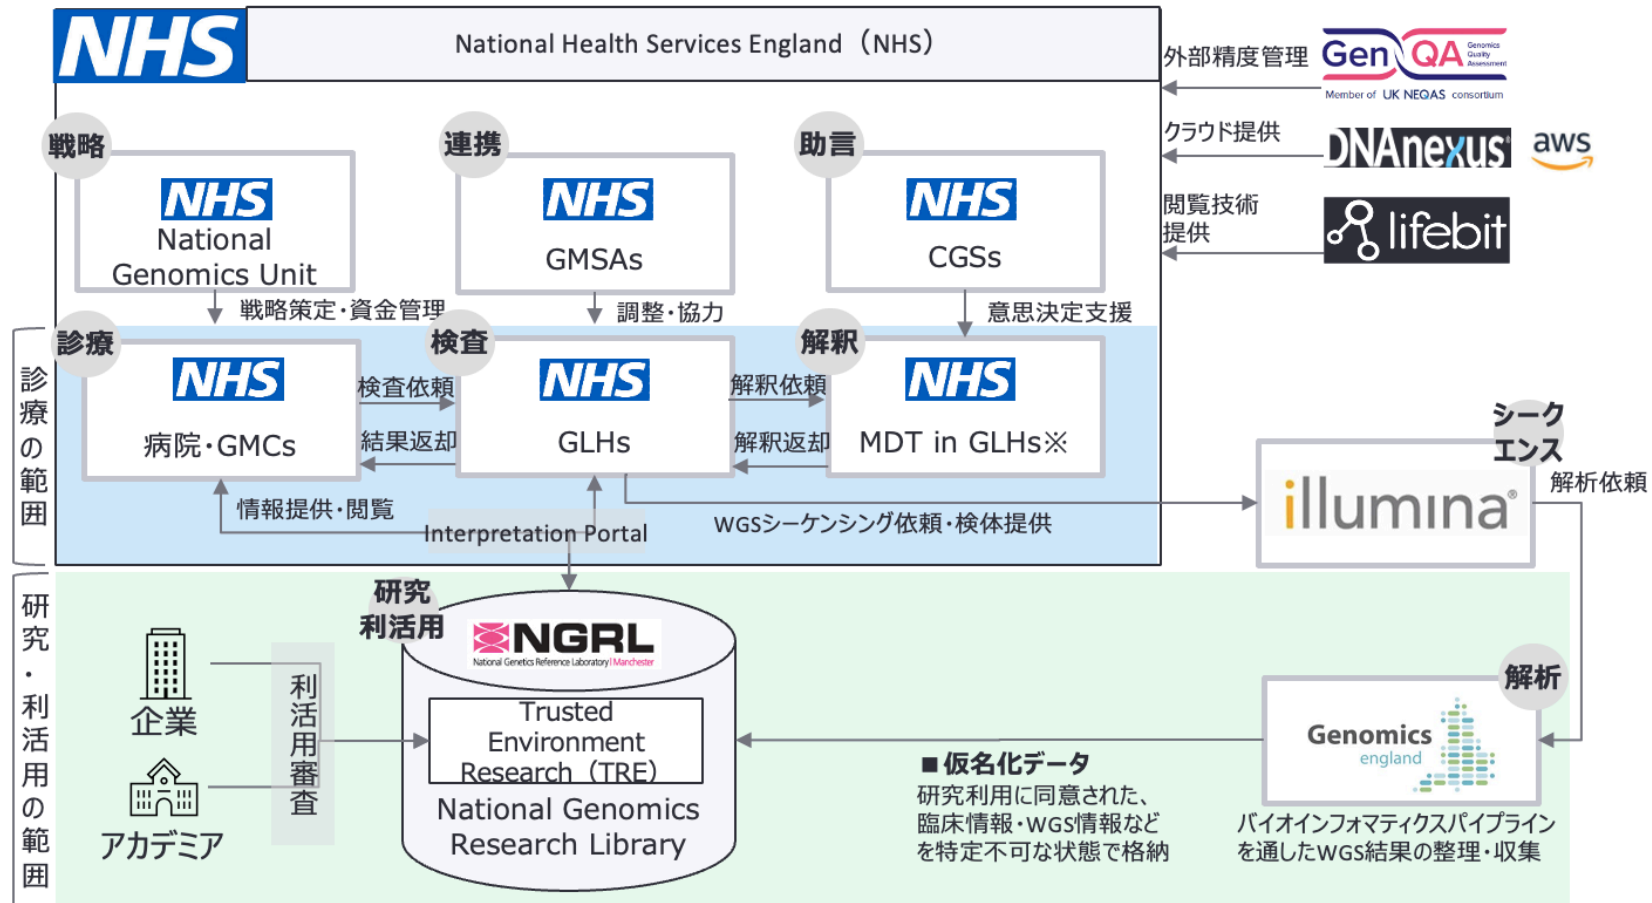 NHS
National Health Services England（NHS）
外部精度管理
GenQA
Genomics
Quality
Assessment
Member of UK NEQAS consortium
クラウド提供
DNAnexus
aws
閲覧技術
提供
lifebit
戦略
NHS
National
Genomics Unit
連携
NHS
GMSAs
助言
NHS
CGSs
戦略策定・資金管理
調整・協力
意思決定支援
診療の範囲
診療
NHS
病院・GMCs
検査依頼
結果返却
検査
NHS
GLHs
解釈依頼
解釈返却
解釈
NHS
MDT in GLHs※
情報提供・閲覧
Interpretation Portal
WGSシーケンシング依頼・検体提供
シーク
エンス
illumina®
解析依頼
研究・利活用の範囲
企業
アカデミア
利活用審査
研究
利活用
NGRL
National Genetics Reference Laboratory | Manchester
Trusted
Environment
Research（TRE）
National Genomics
Research Library
■仮名化データ
研究利用に同意された、
臨床情報・WGS情報など
を特定不可な状態で格納
解析
Genomics
england
バイオインフォマティクスパイプライン
を通したWGS結果の整理・収集